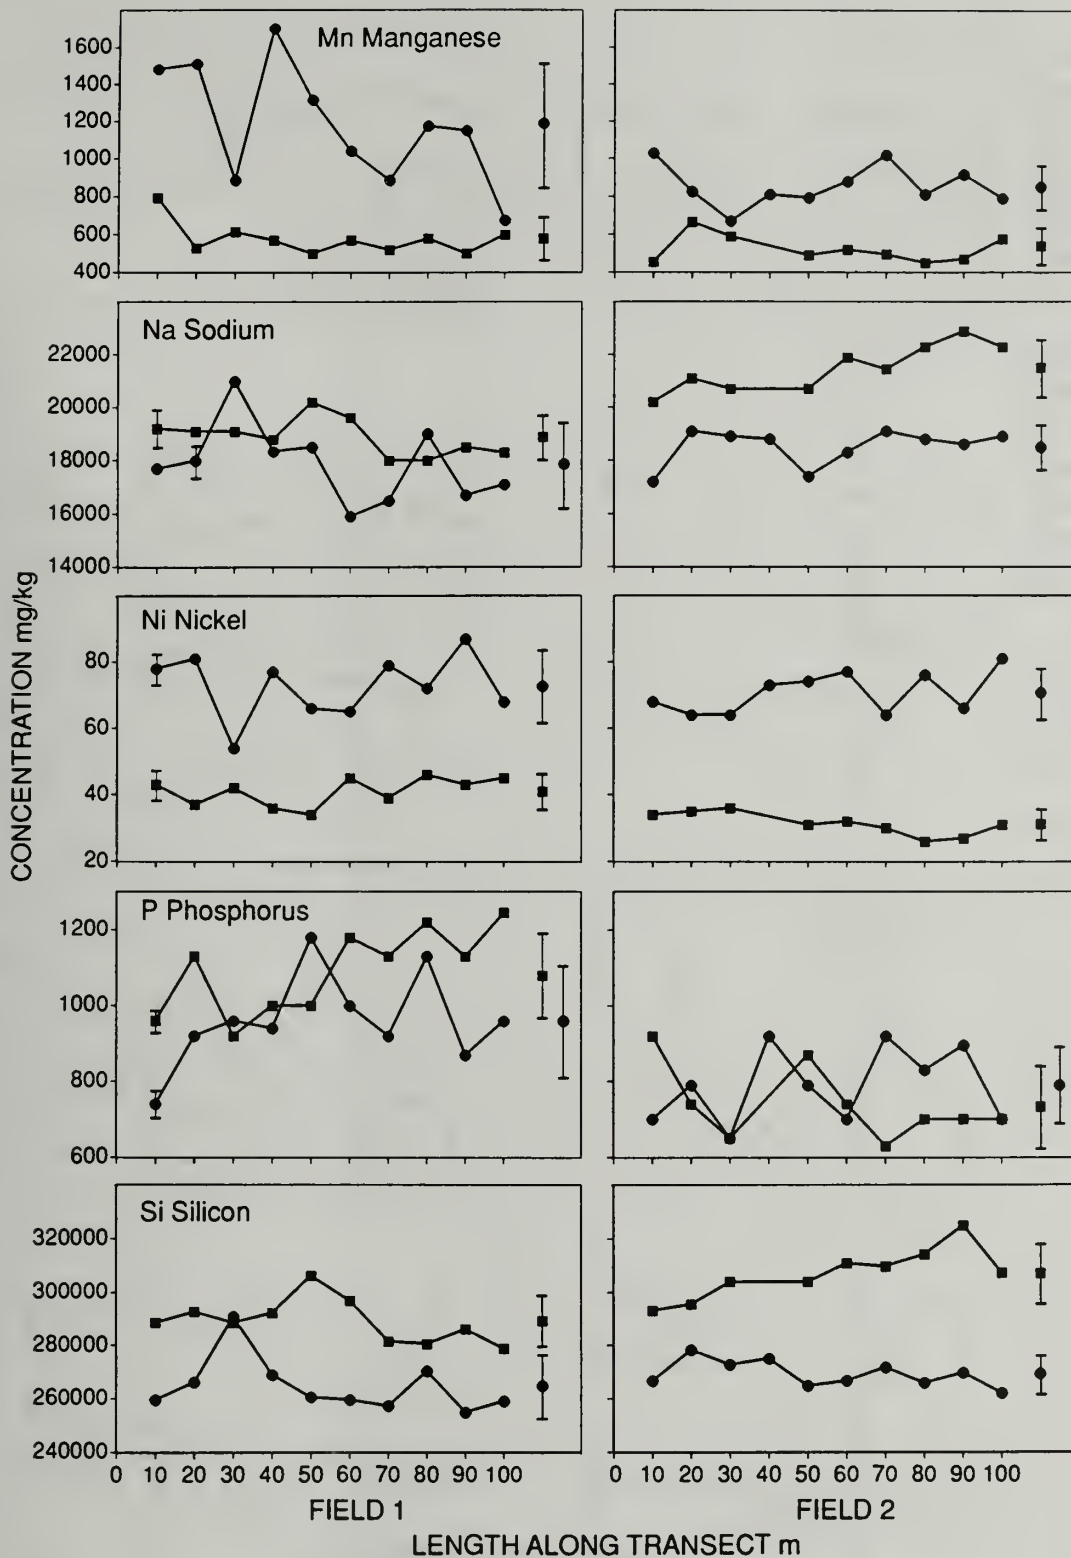 Mn Manganese
1600
1400
1200
1000
800
600
400
Na Sodium
22000
20000
18000
16000
14000
Ni Nickel
80
60
40
20
P Phosphorus
1200
1000
800
600
Si Silicon
320000
300000
280000
260000
240000
CONCENTRATION mg/kg
0 10 20 30 40 50 60 70 80 90 100
0 10 20 30 40 50 60 70 80 90 100
FIELD 1
FIELD 2
LENGTH ALONG TRANSECT m